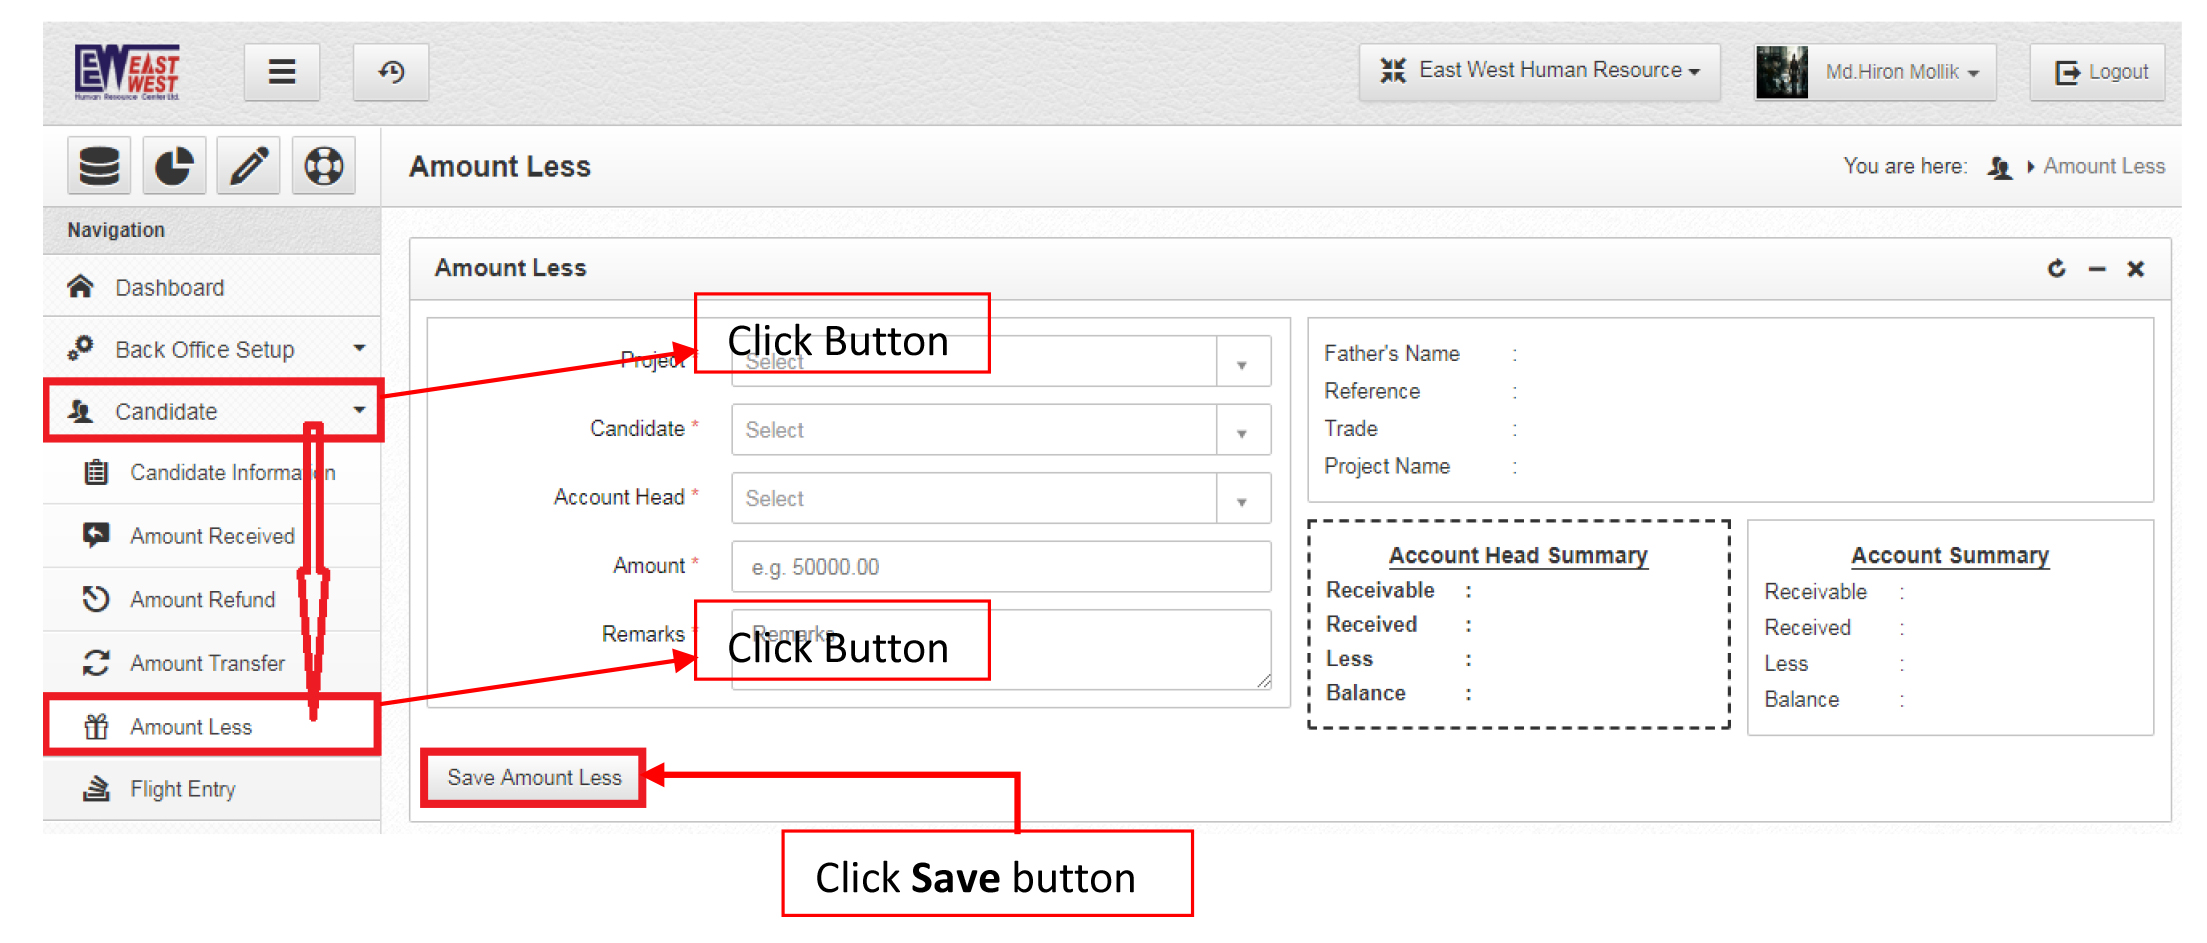 EW EAST WEST
Human Resource Center Ltd.
East West Human Resource
Md.Hiron Mollik
Logout
Amount Less
You are here: Amount Less
Navigation
Dashboard
Back Office Setup
Candidate
Candidate Information
Amount Received
Amount Refund
Amount Transfer
Amount Less
Flight Entry
Amount Less
Click Button
Project
Select
Candidate *
Select
Account Head *
Select
Amount *
e.g. 50000.00
Remarks *
Remarks
Click Button
Save Amount Less
Click Save button
Father's Name :
Reference :
Trade :
Project Name :
Account Head Summary
Receivable :
Received :
Less :
Balance :
Account Summary
Receivable :
Received :
Less :
Balance :